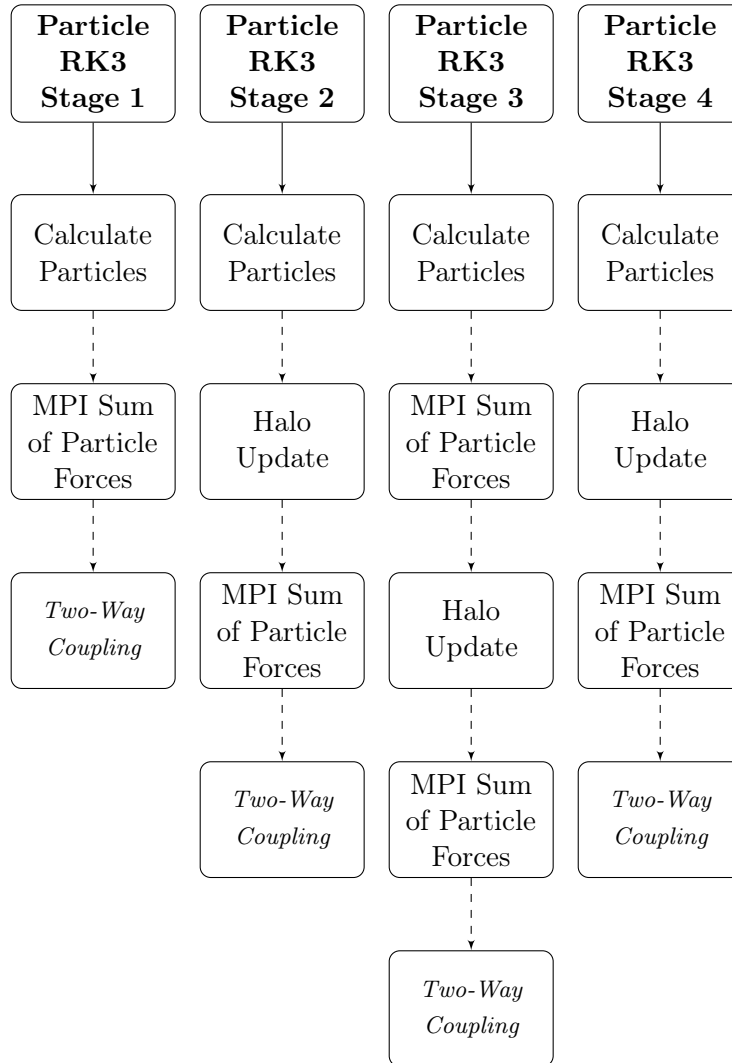 Particle
RK3
Stage 1
Particle
RK3
Stage 2
Particle
RK3
Stage 3
Particle
RK3
Stage 4
Calculate
Particles
Calculate
Particles
Calculate
Particles
Calculate
Particles
MPI Sum
of Particle
Forces
Halo
Update
MPI Sum
of Particle
Forces
Halo
Update
Two-Way
Coupling
MPI Sum
of Particle
Forces
Halo
Update
MPI Sum
of Particle
Forces
Two-Way
Coupling
MPI Sum
of Particle
Forces
Two-Way
Coupling
Two-Way
Coupling